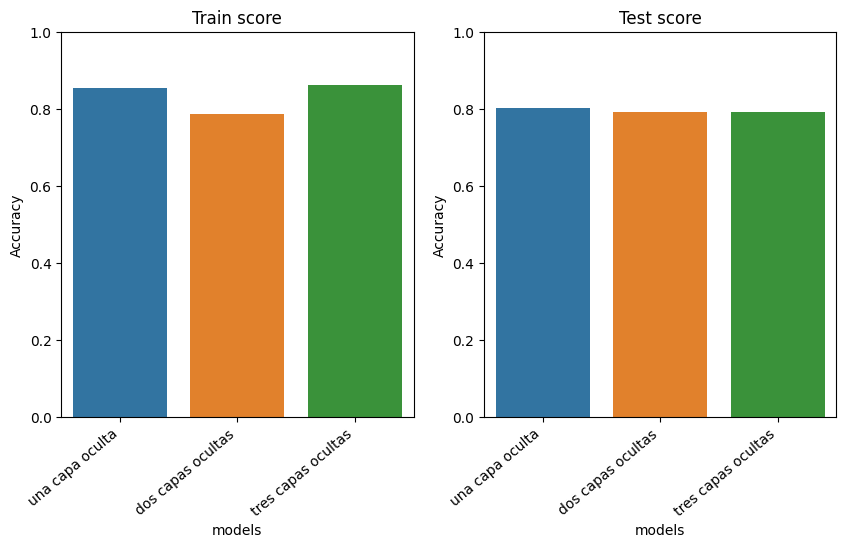 Train score
1.0
0.8
0.6
0.4
0.2
0.0
Accuracy
una capa oculta
dos capas ocultas
tres capas ocultas
models
Test score
1.0
0.8
0.6
0.4
0.2
0.0
Accuracy
una capa oculta
dos capas ocultas
tres capas ocultas
models